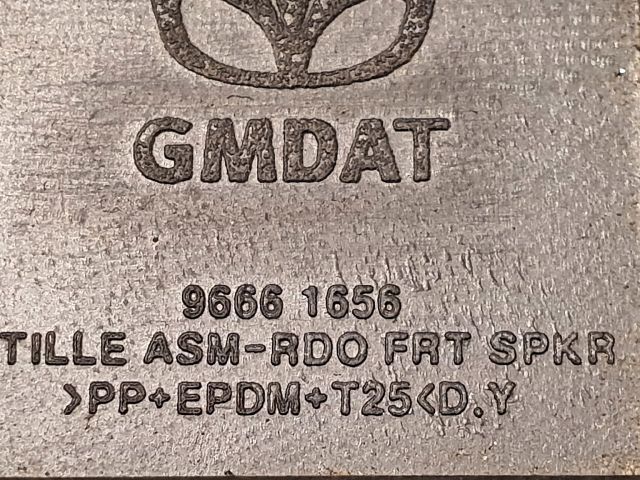 GMDAT
9666 1656
TILLE ASM-RDO FRT SPKR
>PP+EPDM+T25<D.Y